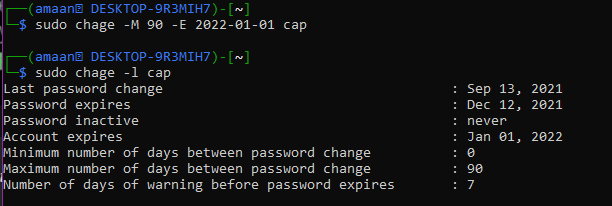 (amaan DESKTOP-9R3MIH7)-[~]
$ sudo chage -M 90 -E 2022-01-01 cap
(amaan DESKTOP-9R3MIH7)-[~]
$ sudo chage -l cap
Last password change : Sep 13, 2021
Password expires : Dec 12, 2021
Password inactive : never
Account expires : Jan 01, 2022
Minimum number of days between password change : 0
Maximum number of days between password change : 90
Number of days of warning before password expires : 7